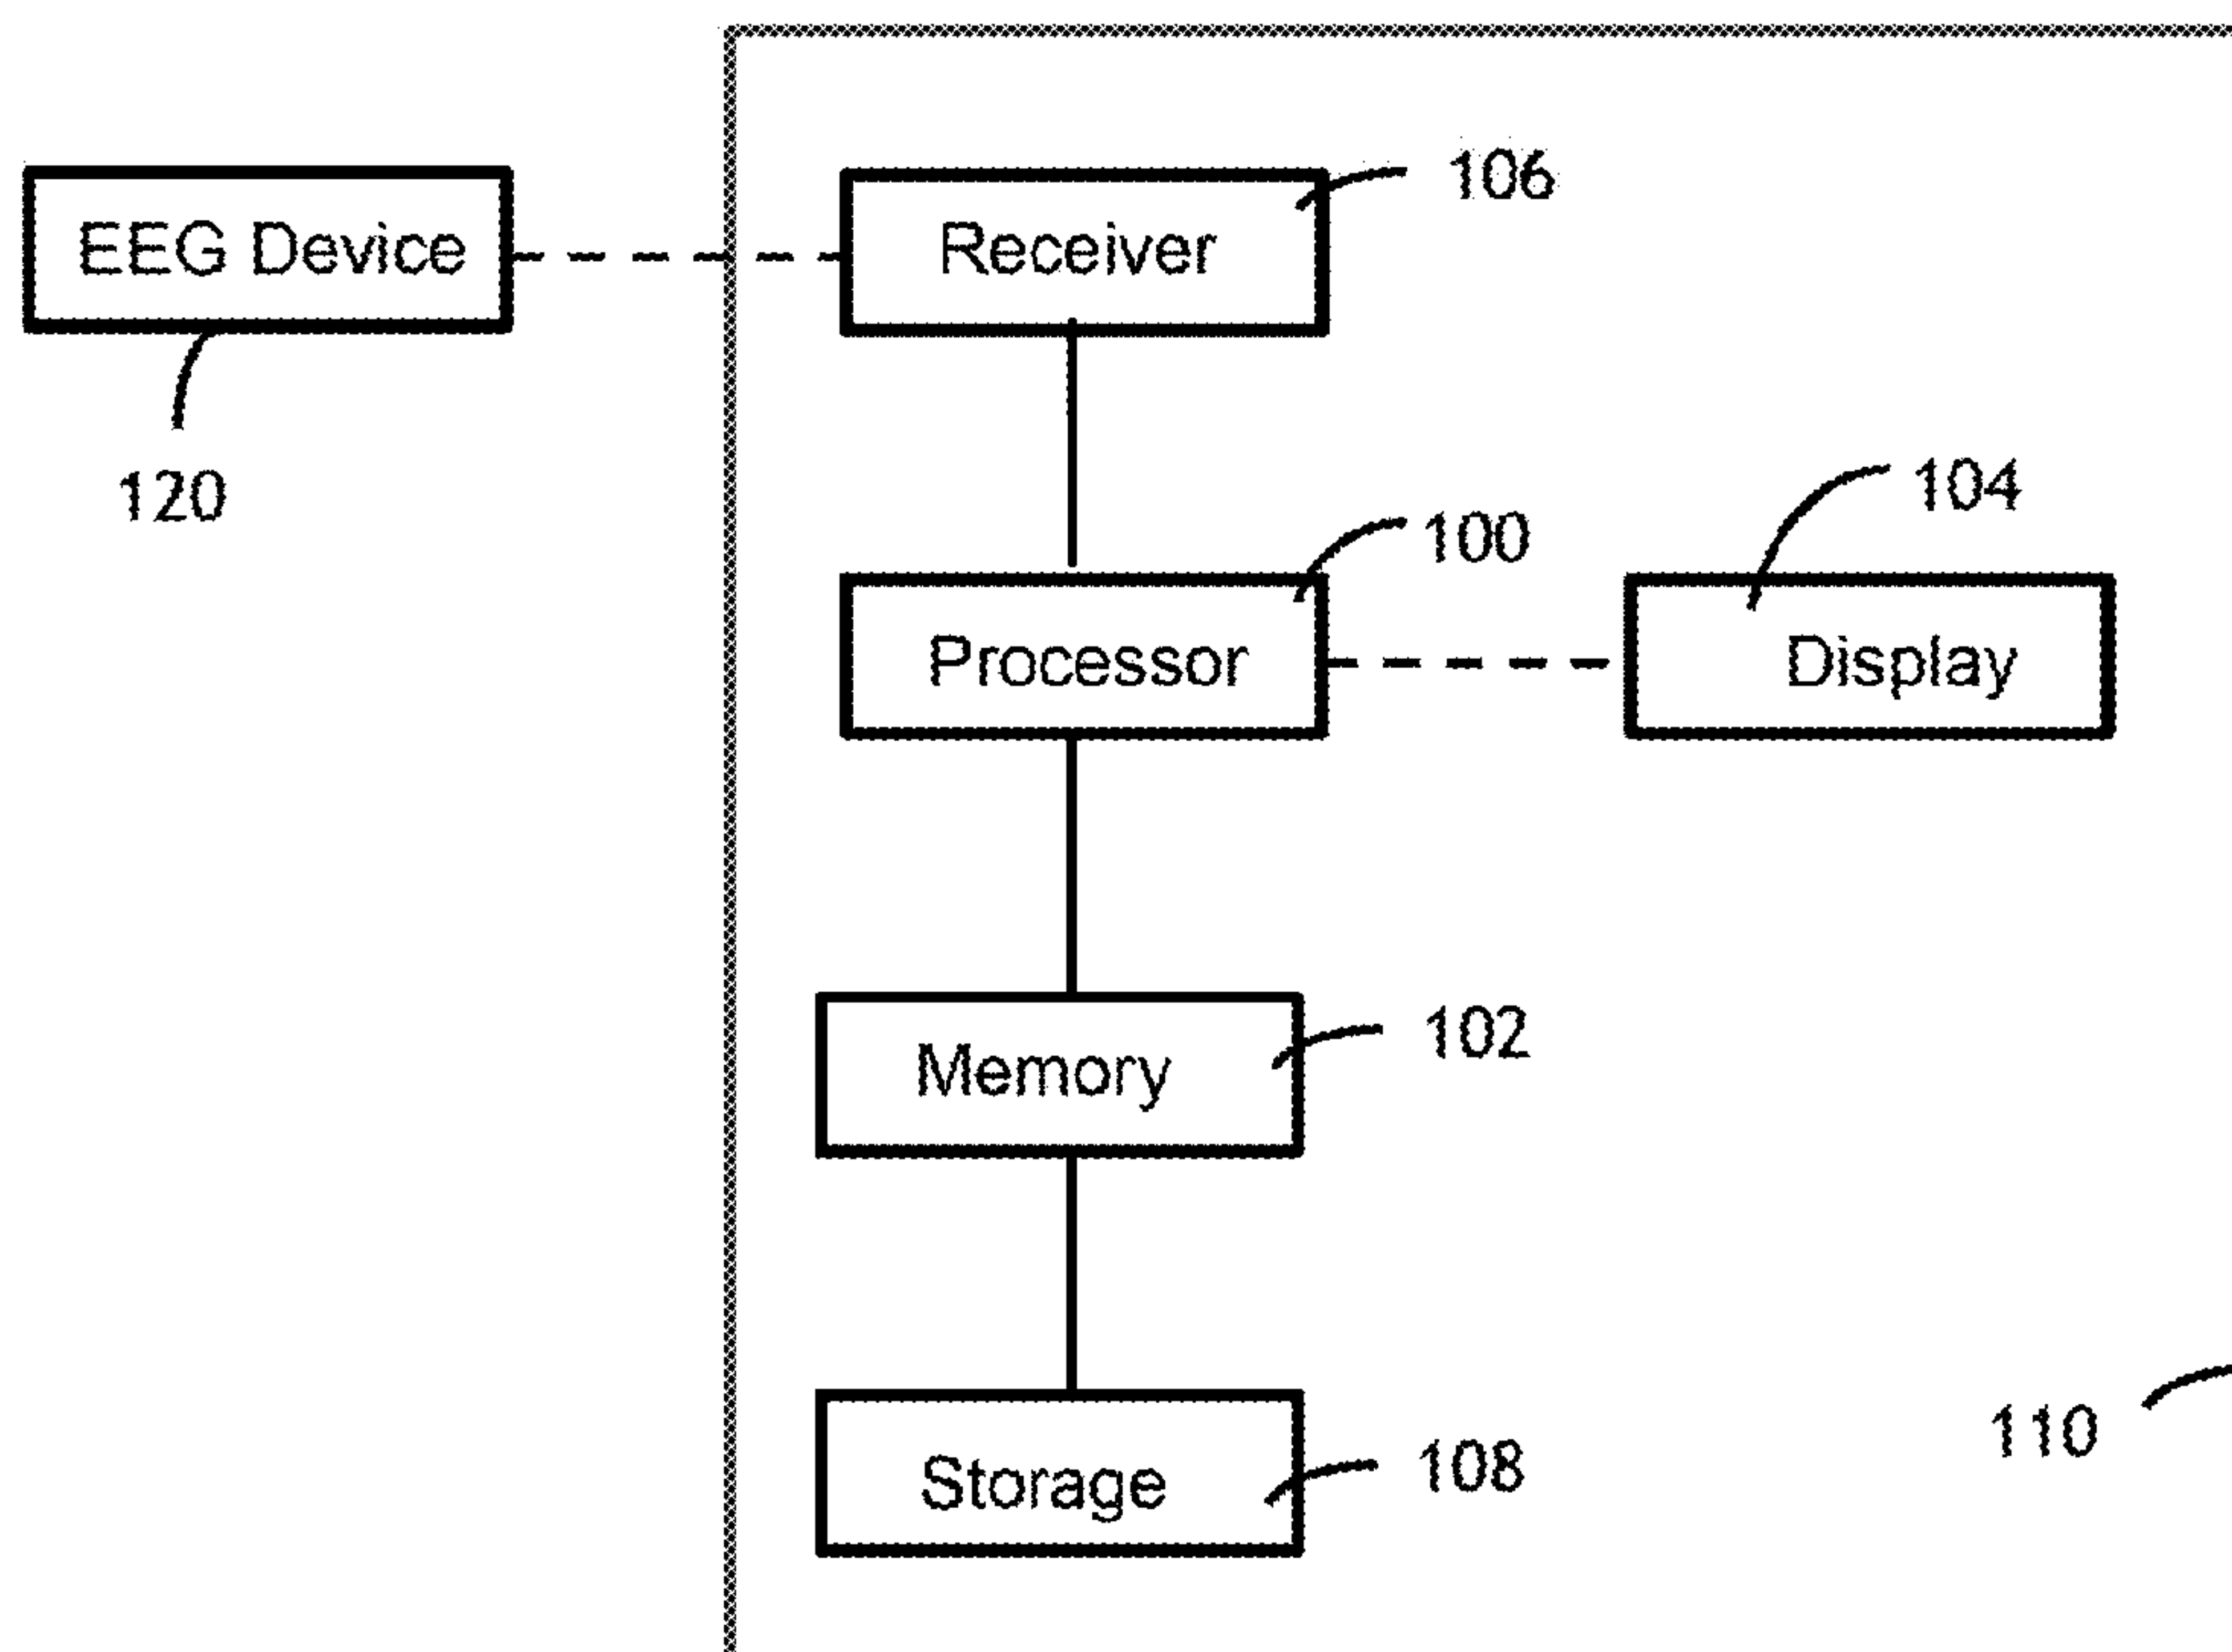 106
EEG Device
Receiver
120
104
100
Processor
Display
102
Memory
110
108
Storage